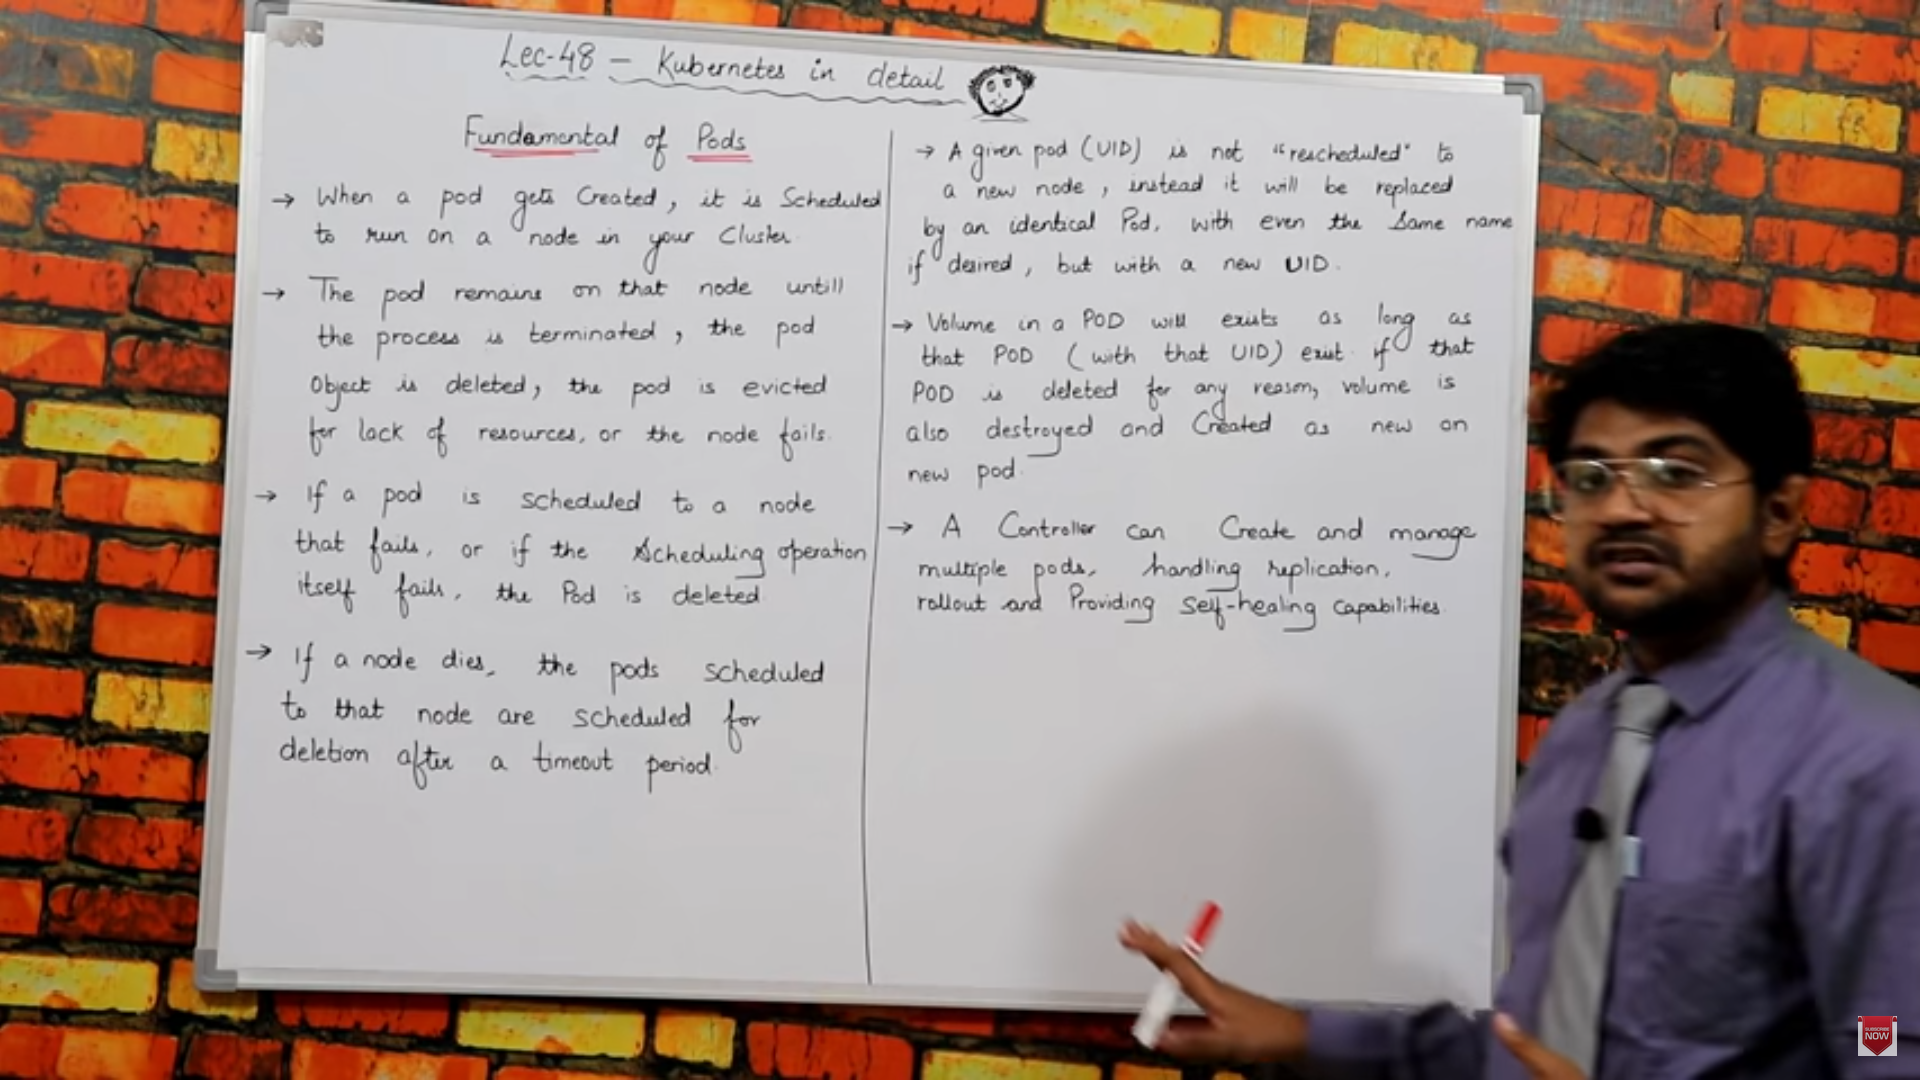 Lec-48 – Kubernetes in detail
Fundamental of Pods
→ When a pod gets Created, it is Scheduled
to run on a node in your Cluster.
→ The pod remains on that node untill
the process is terminated, the pod
Object is deleted, the pod is evicted
for lack of resources, or the node fails.
→ If a pod is scheduled to a node
that fails, or if the Scheduling operation
itself fails, the Pod is deleted.
→ If a node dies, the pods scheduled
to that node are scheduled for
deletion after a timeout period.
→ A given pod (UID) is not "rescheduled" to
a new node, instead it will be replaced
by an identical Pod, with even the Same name
if desired, but with a new UID.
→ Volume in a POD will exists as long as
that POD (with that UID) exist. if that
POD is deleted for any reason, volume is
also destroyed and Created as new on
new pod.
→ A Controller can Create and manage
multiple pods, handling replication,
rollout and Providing Self-healing capabilities.
SUBSCRIBE
NOW